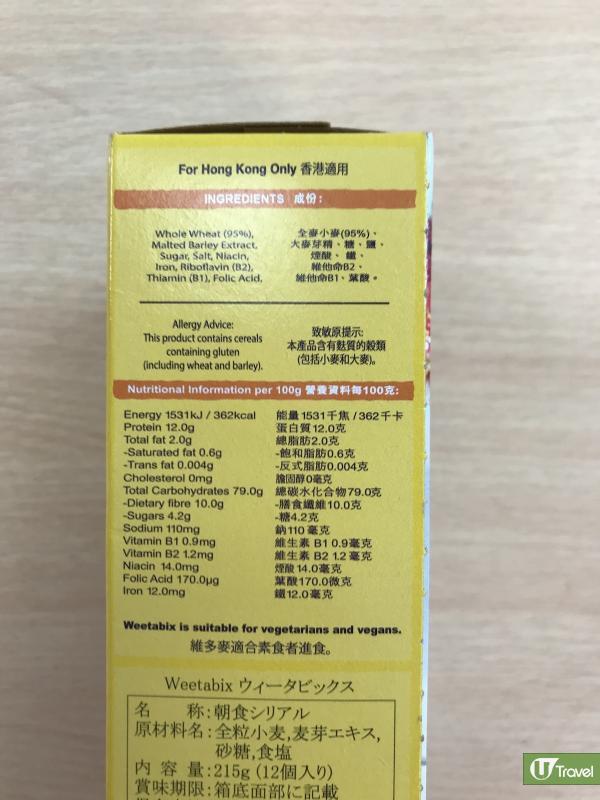 For Hong Kong Only 香港適用
INGREDIENTS 成份：
Whole Wheat (95%),
Malted Barley Extract,
Sugar, Salt, Niacin,
Iron, Riboflavin (B2),
Thiamin (B1), Folic Acid.
全麥小麥(95%)、
大麥芽精、糖、鹽、
煙酸、鐵、
維他命B2、
維他命B1、葉酸。
Allergy Advice:
This product contains cereals
containing gluten
(including wheat and barley).
致敏原提示:
本產品含有麩質的穀類
(包括小麥和大麥)。
Nutritional Information per 100g 營養資料每100克:
Energy 1531kJ / 362kcal 能量1531千焦 / 362千卡
Protein 12.0g 蛋白質12.0克
Total fat 2.0g 總脂肪2.0克
-Saturated fat 0.6g -飽和脂肪0.6克
-Trans fat 0.004g -反式脂肪0.004克
Cholesterol 0mg 膽固醇0毫克
Total Carbohydrates 79.0g 總碳水化合物79.0克
-Dietary fibre 10.0g -膳食纖維10.0克
-Sugars 4.2g -糖4.2克
Sodium 110mg 鈉110 毫克
Vitamin B1 0.9mg 維生素 B1 0.9毫克
Vitamin B2 1.2mg 維生素 B2 1.2 毫克
Niacin 14.0mg 煙酸 14.0毫克
Folic Acid 170.0µg 葉酸170.0微克
Iron 12.0mg 鐵12.0毫克
Weetabix is suitable for vegetarians and vegans.
維多麥適合素食者進食。
Weetabix ウィータビックス
名 称:朝食シリアル
原材料名:全粒小麦,麦芽エキス,
砂糖,食塩
内 容 量:215g (12個入り)
賞味期限:箱底面部に記載
U Travel